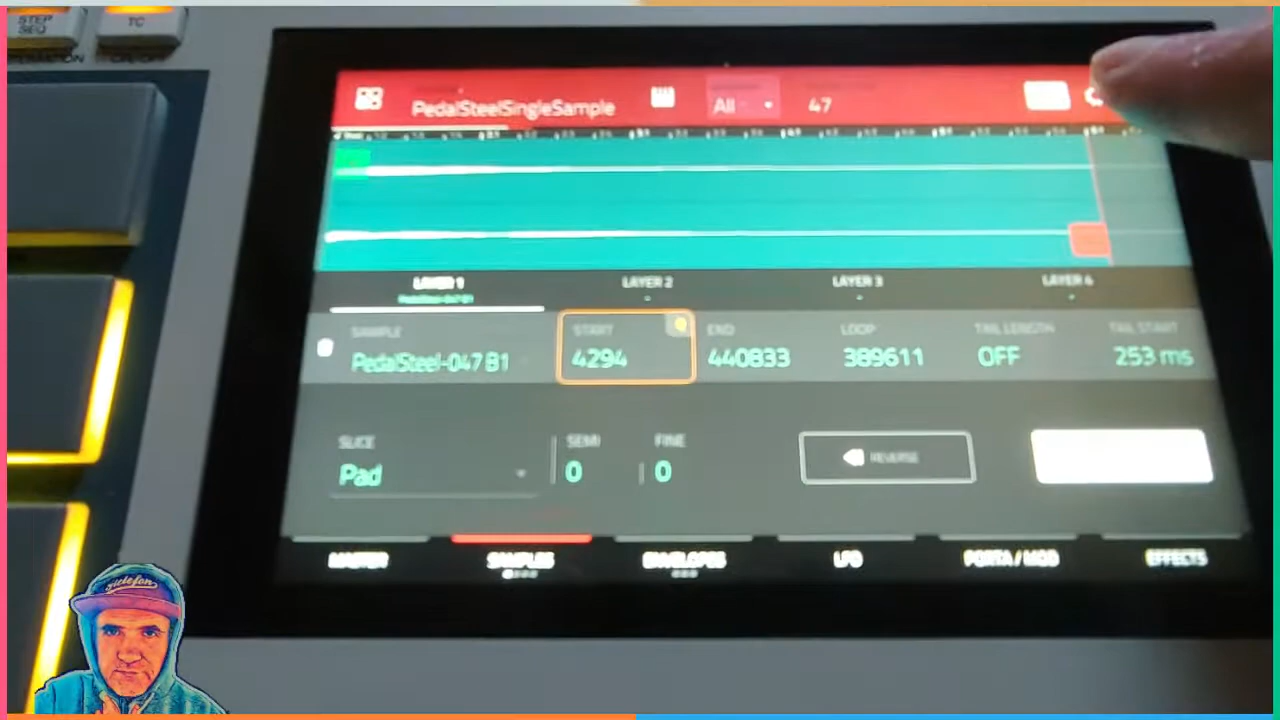 STEP
SEQ
TC
PedalSteelSingleSample
All
47
LAYER 1
LAYER 2
LAYER 3
LAYER 4
SAMPLE
START
END
LOOP
TAIL LENGTH
TAIL START
PedalSteel-047 B1
4294
440833
389611
OFF
253 ms
SLICE
SEMI
FINE
Pad
0
0
REVERSE
MASTER
SAMPLES
ENVELOPES
LFO
PORTA / MOD
EFFECTS